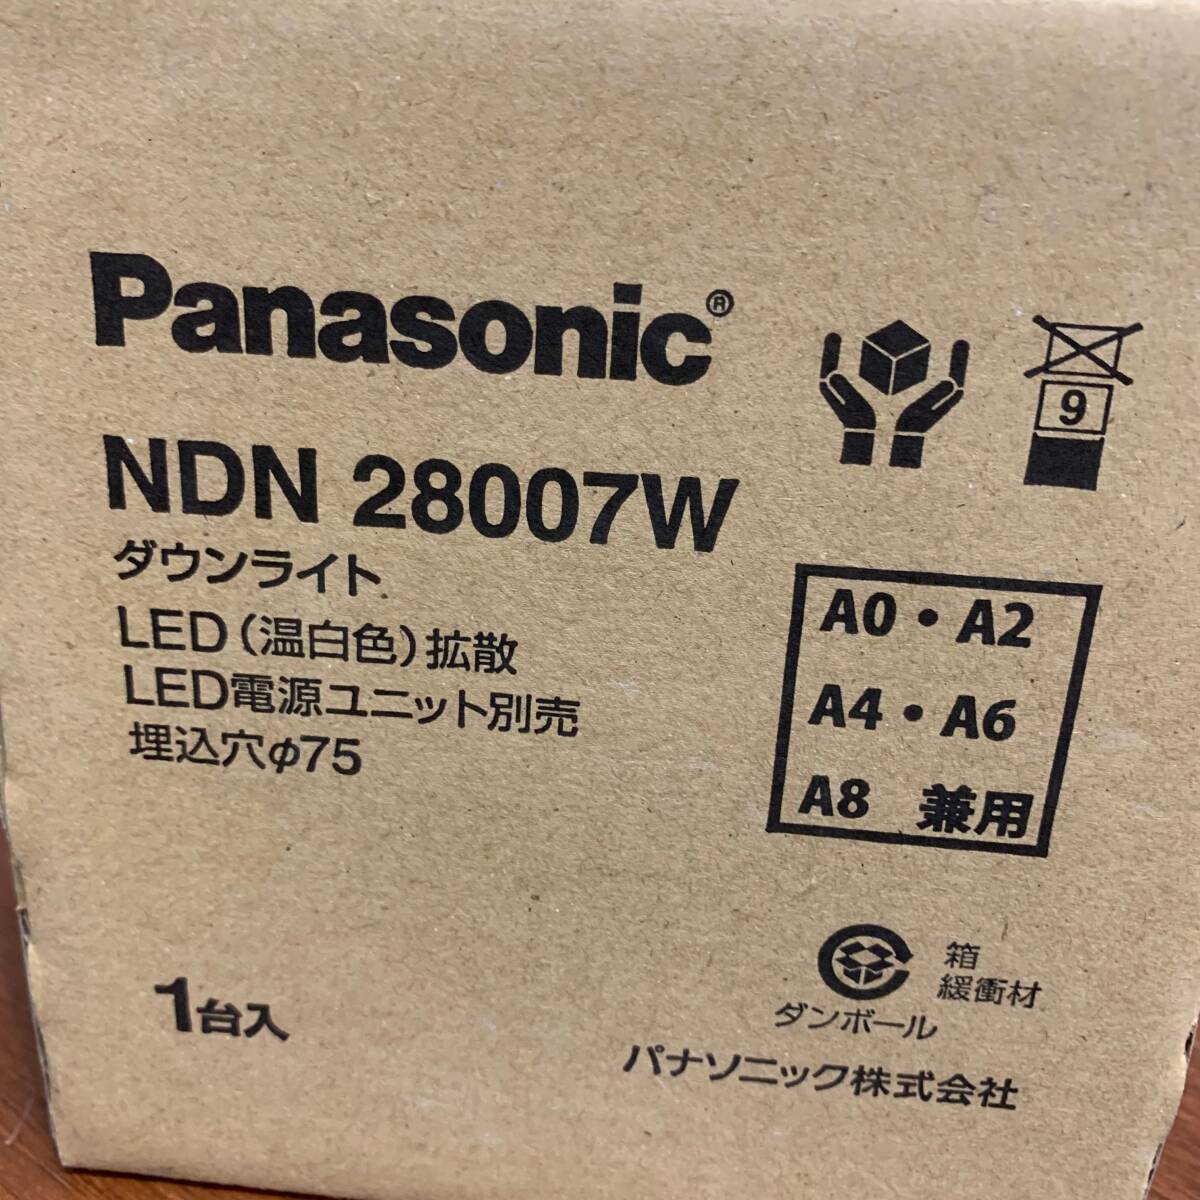 Panasonic®
NDN 28007W
ダウンライト
LED（温白色）拡散
LED電源ユニット別売
埋込穴φ75
9
A0・A2
A4・A6
A8 兼用
1台入
箱
緩衝材
ダンボール
パナソニック株式会社